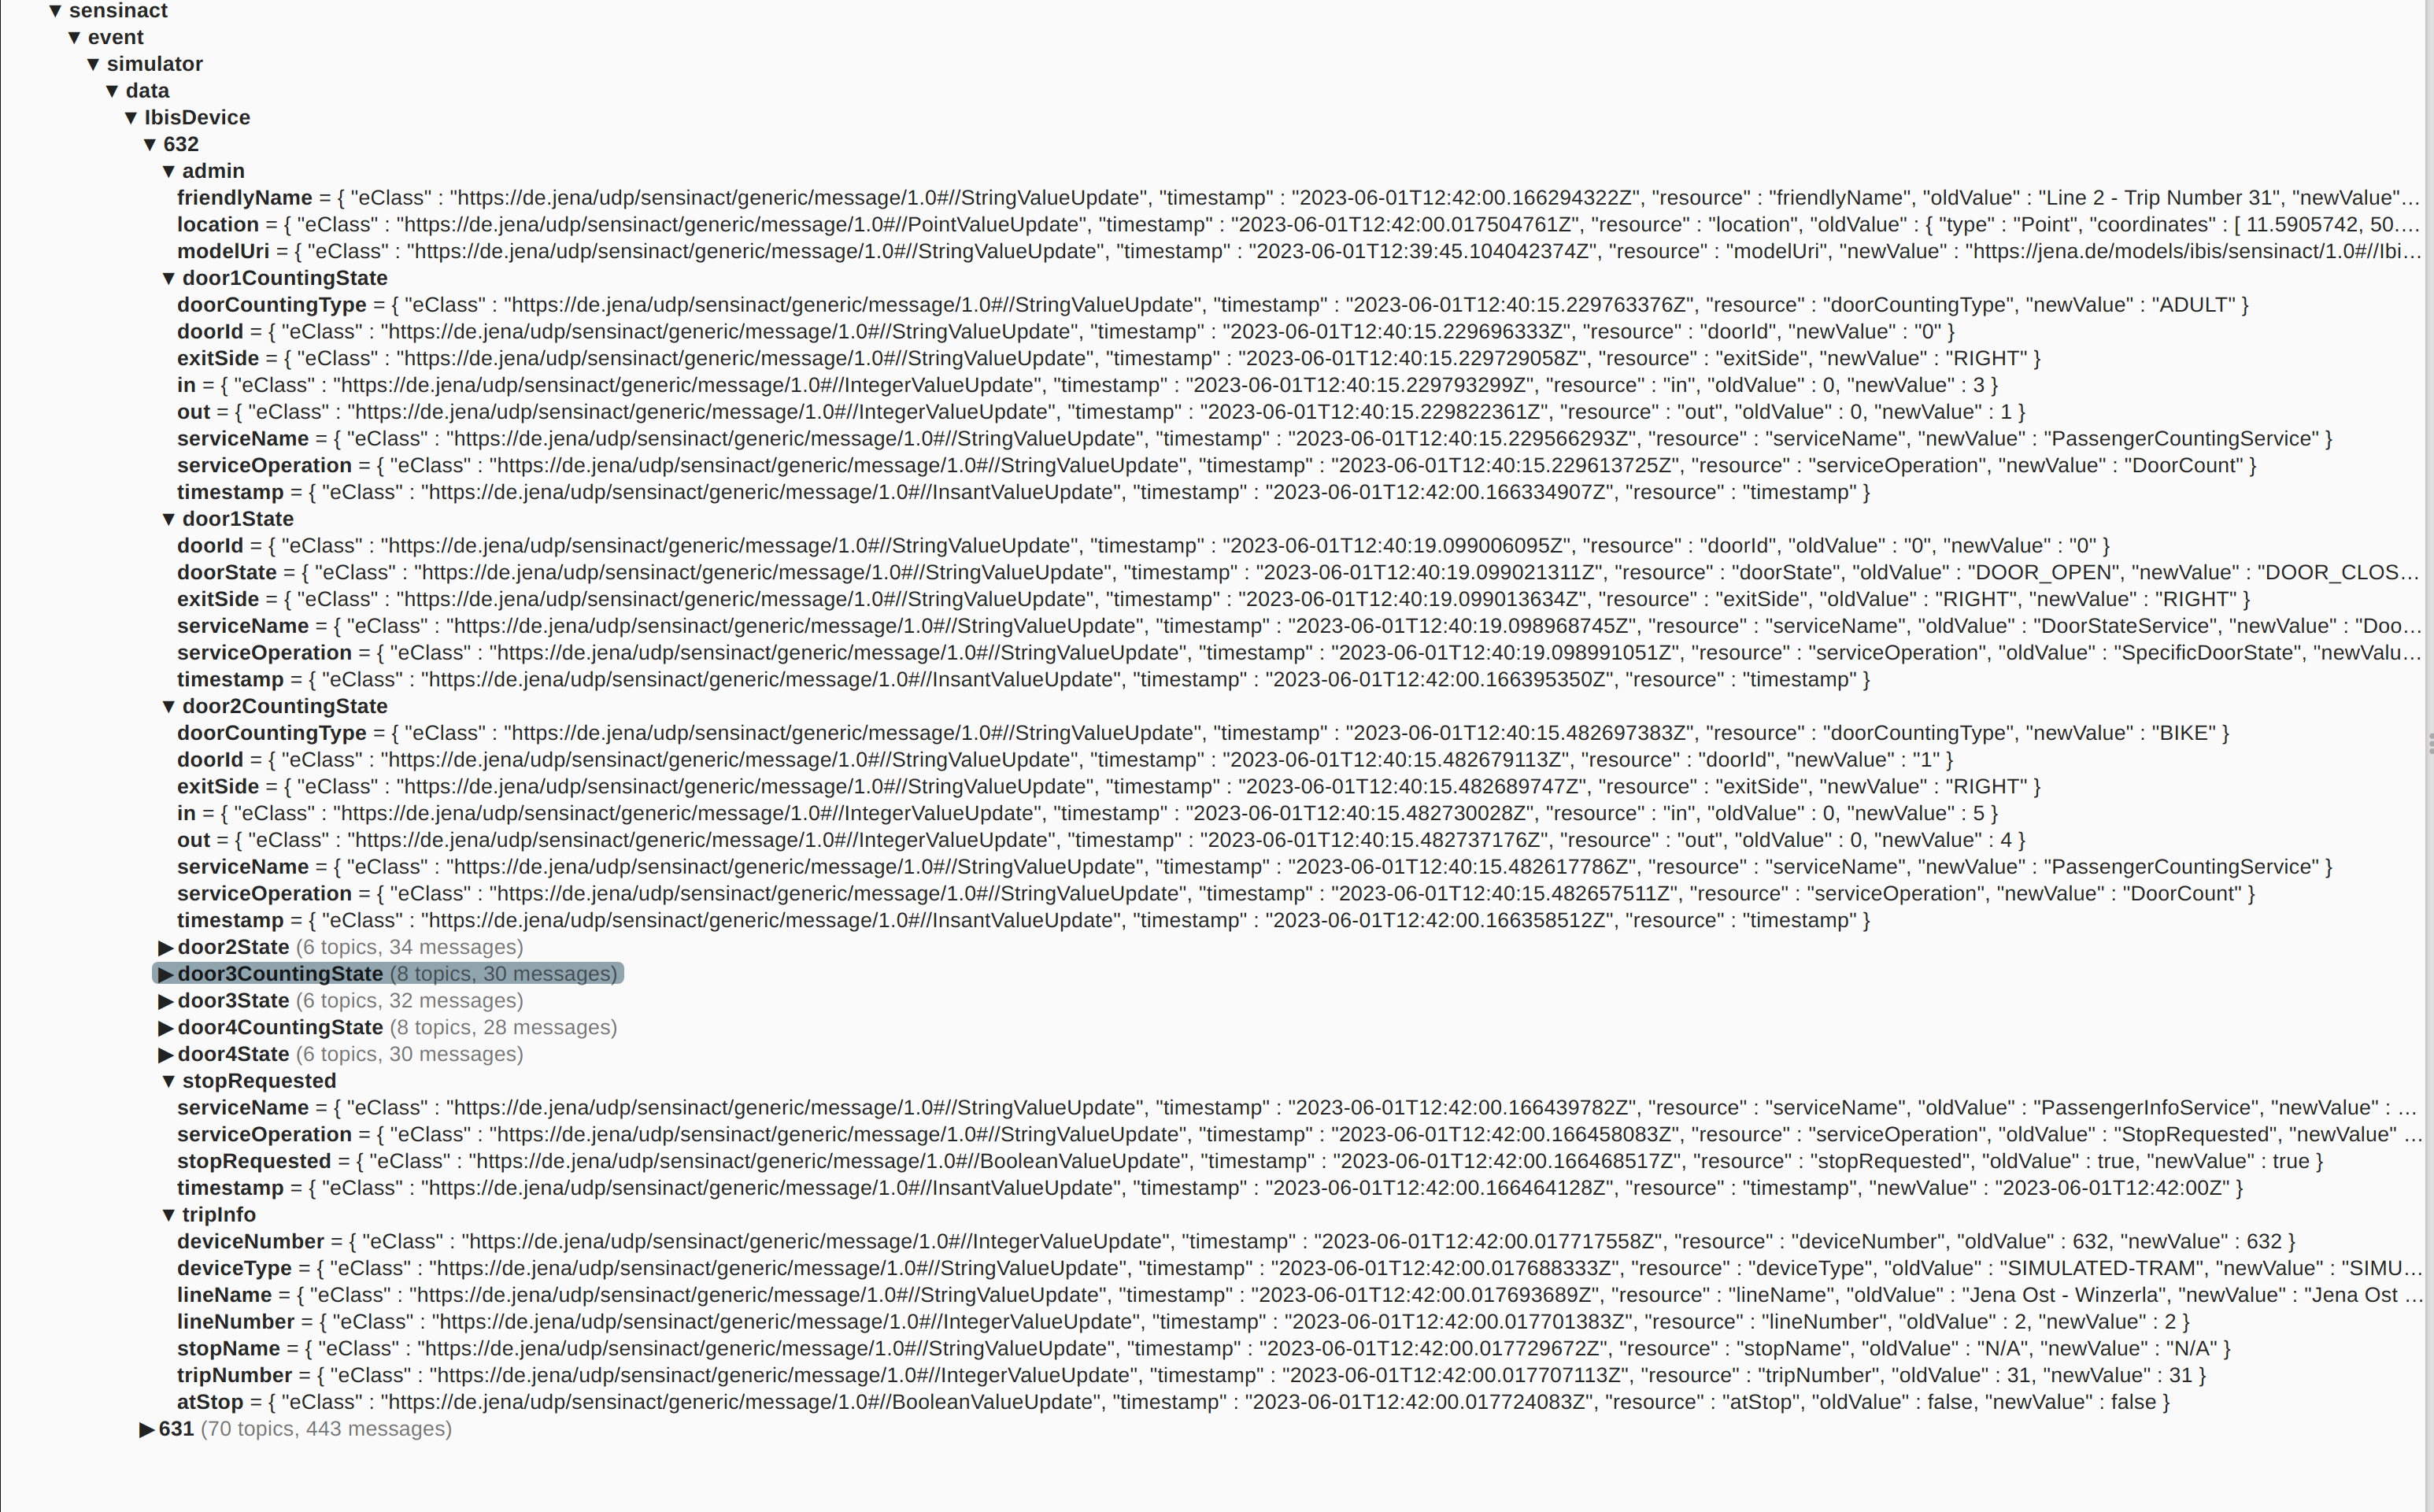 ▼ sensinact
▼ event
▼ simulator
▼ data
▼ IbisDevice
▼ 632
▼ admin
friendlyName = { "eClass" : "https://de.jena/udp/sensinact/generic/message/1.0#//StringValueUpdate", "timestamp" : "2023-06-01T12:42:00.166294322Z", "resource" : "friendlyName", "oldValue" : "Line 2 - Trip Number 31", "newValue"...
location = { "eClass" : "https://de.jena/udp/sensinact/generic/message/1.0#//PointValueUpdate", "timestamp" : "2023-06-01T12:42:00.017504761Z", "resource" : "location", "oldValue" : { "type" : "Point", "coordinates" : [ 11.5905742, 50....
modelUri = { "eClass" : "https://de.jena/udp/sensinact/generic/message/1.0#//StringValueUpdate", "timestamp" : "2023-06-01T12:39:45.104042374Z", "resource" : "modelUri", "newValue" : "https://jena.de/models/ibis/sensinact/1.0#//Ibi...
▼ door1CountingState
doorCountingType = { "eClass" : "https://de.jena/udp/sensinact/generic/message/1.0#//StringValueUpdate", "timestamp" : "2023-06-01T12:40:15.229763376Z", "resource" : "doorCountingType", "newValue" : "ADULT" }
doorId = { "eClass" : "https://de.jena/udp/sensinact/generic/message/1.0#//StringValueUpdate", "timestamp" : "2023-06-01T12:40:15.229696333Z", "resource" : "doorId", "newValue" : "0" }
exitSide = { "eClass" : "https://de.jena/udp/sensinact/generic/message/1.0#//StringValueUpdate", "timestamp" : "2023-06-01T12:40:15.229729058Z", "resource" : "exitSide", "newValue" : "RIGHT" }
in = { "eClass" : "https://de.jena/udp/sensinact/generic/message/1.0#//IntegerValueUpdate", "timestamp" : "2023-06-01T12:40:15.229793299Z", "resource" : "in", "oldValue" : 0, "newValue" : 3 }
out = { "eClass" : "https://de.jena/udp/sensinact/generic/message/1.0#//IntegerValueUpdate", "timestamp" : "2023-06-01T12:40:15.229822361Z", "resource" : "out", "oldValue" : 0, "newValue" : 1 }
serviceName = { "eClass" : "https://de.jena/udp/sensinact/generic/message/1.0#//StringValueUpdate", "timestamp" : "2023-06-01T12:40:15.229566293Z", "resource" : "serviceName", "newValue" : "PassengerCountingService" }
serviceOperation = { "eClass" : "https://de.jena/udp/sensinact/generic/message/1.0#//StringValueUpdate", "timestamp" : "2023-06-01T12:40:15.229613725Z", "resource" : "serviceOperation", "newValue" : "DoorCount" }
timestamp = { "eClass" : "https://de.jena/udp/sensinact/generic/message/1.0#//InsantValueUpdate", "timestamp" : "2023-06-01T12:42:00.166334907Z", "resource" : "timestamp" }
▼ door1State
doorId = { "eClass" : "https://de.jena/udp/sensinact/generic/message/1.0#//StringValueUpdate", "timestamp" : "2023-06-01T12:40:19.099006095Z", "resource" : "doorId", "oldValue" : "0", "newValue" : "0" }
doorState = { "eClass" : "https://de.jena/udp/sensinact/generic/message/1.0#//StringValueUpdate", "timestamp" : "2023-06-01T12:40:19.099021311Z", "resource" : "doorState", "oldValue" : "DOOR_OPEN", "newValue" : "DOOR_CLOS...
exitSide = { "eClass" : "https://de.jena/udp/sensinact/generic/message/1.0#//StringValueUpdate", "timestamp" : "2023-06-01T12:40:19.099013634Z", "resource" : "exitSide", "oldValue" : "RIGHT", "newValue" : "RIGHT" }
serviceName = { "eClass" : "https://de.jena/udp/sensinact/generic/message/1.0#//StringValueUpdate", "timestamp" : "2023-06-01T12:40:19.098968745Z", "resource" : "serviceName", "oldValue" : "DoorStateService", "newValue" : "Doo...
serviceOperation = { "eClass" : "https://de.jena/udp/sensinact/generic/message/1.0#//StringValueUpdate", "timestamp" : "2023-06-01T12:40:19.098991051Z", "resource" : "serviceOperation", "oldValue" : "SpecificDoorState", "newValu...
timestamp = { "eClass" : "https://de.jena/udp/sensinact/generic/message/1.0#//InsantValueUpdate", "timestamp" : "2023-06-01T12:42:00.166395350Z", "resource" : "timestamp" }
▼ door2CountingState
doorCountingType = { "eClass" : "https://de.jena/udp/sensinact/generic/message/1.0#//StringValueUpdate", "timestamp" : "2023-06-01T12:40:15.482697383Z", "resource" : "doorCountingType", "newValue" : "BIKE" }
doorId = { "eClass" : "https://de.jena/udp/sensinact/generic/message/1.0#//StringValueUpdate", "timestamp" : "2023-06-01T12:40:15.482679113Z", "resource" : "doorId", "newValue" : "1" }
exitSide = { "eClass" : "https://de.jena/udp/sensinact/generic/message/1.0#//StringValueUpdate", "timestamp" : "2023-06-01T12:40:15.482689747Z", "resource" : "exitSide", "newValue" : "RIGHT" }
in = { "eClass" : "https://de.jena/udp/sensinact/generic/message/1.0#//IntegerValueUpdate", "timestamp" : "2023-06-01T12:40:15.482730028Z", "resource" : "in", "oldValue" : 0, "newValue" : 5 }
out = { "eClass" : "https://de.jena/udp/sensinact/generic/message/1.0#//IntegerValueUpdate", "timestamp" : "2023-06-01T12:40:15.482737176Z", "resource" : "out", "oldValue" : 0, "newValue" : 4 }
serviceName = { "eClass" : "https://de.jena/udp/sensinact/generic/message/1.0#//StringValueUpdate", "timestamp" : "2023-06-01T12:40:15.482617786Z", "resource" : "serviceName", "newValue" : "PassengerCountingService" }
serviceOperation = { "eClass" : "https://de.jena/udp/sensinact/generic/message/1.0#//StringValueUpdate", "timestamp" : "2023-06-01T12:40:15.482657511Z", "resource" : "serviceOperation", "newValue" : "DoorCount" }
timestamp = { "eClass" : "https://de.jena/udp/sensinact/generic/message/1.0#//InsantValueUpdate", "timestamp" : "2023-06-01T12:42:00.166358512Z", "resource" : "timestamp" }
▶ door2State (6 topics, 34 messages)
▶ door3CountingState (8 topics, 30 messages)
▶ door3State (6 topics, 32 messages)
▶ door4CountingState (8 topics, 28 messages)
▶ door4State (6 topics, 30 messages)
▼ stopRequested
serviceName = { "eClass" : "https://de.jena/udp/sensinact/generic/message/1.0#//StringValueUpdate", "timestamp" : "2023-06-01T12:42:00.166439782Z", "resource" : "serviceName", "oldValue" : "PassengerInfoService", "newValue" : ...
serviceOperation = { "eClass" : "https://de.jena/udp/sensinact/generic/message/1.0#//StringValueUpdate", "timestamp" : "2023-06-01T12:42:00.166458083Z", "resource" : "serviceOperation", "oldValue" : "StopRequested", "newValue" ...
stopRequested = { "eClass" : "https://de.jena/udp/sensinact/generic/message/1.0#//BooleanValueUpdate", "timestamp" : "2023-06-01T12:42:00.166468517Z", "resource" : "stopRequested", "oldValue" : true, "newValue" : true }
timestamp = { "eClass" : "https://de.jena/udp/sensinact/generic/message/1.0#//InsantValueUpdate", "timestamp" : "2023-06-01T12:42:00.166464128Z", "resource" : "timestamp", "newValue" : "2023-06-01T12:42:00Z" }
▼ tripInfo
deviceNumber = { "eClass" : "https://de.jena/udp/sensinact/generic/message/1.0#//IntegerValueUpdate", "timestamp" : "2023-06-01T12:42:00.017717558Z", "resource" : "deviceNumber", "oldValue" : 632, "newValue" : 632 }
deviceType = { "eClass" : "https://de.jena/udp/sensinact/generic/message/1.0#//StringValueUpdate", "timestamp" : "2023-06-01T12:42:00.017688333Z", "resource" : "deviceType", "oldValue" : "SIMULATED-TRAM", "newValue" : "SIMU...
lineName = { "eClass" : "https://de.jena/udp/sensinact/generic/message/1.0#//StringValueUpdate", "timestamp" : "2023-06-01T12:42:00.017693689Z", "resource" : "lineName", "oldValue" : "Jena Ost - Winzerla", "newValue" : "Jena Ost ...
lineNumber = { "eClass" : "https://de.jena/udp/sensinact/generic/message/1.0#//IntegerValueUpdate", "timestamp" : "2023-06-01T12:42:00.017701383Z", "resource" : "lineNumber", "oldValue" : 2, "newValue" : 2 }
stopName = { "eClass" : "https://de.jena/udp/sensinact/generic/message/1.0#//StringValueUpdate", "timestamp" : "2023-06-01T12:42:00.017729672Z", "resource" : "stopName", "oldValue" : "N/A", "newValue" : "N/A" }
tripNumber = { "eClass" : "https://de.jena/udp/sensinact/generic/message/1.0#//IntegerValueUpdate", "timestamp" : "2023-06-01T12:42:00.017707113Z", "resource" : "tripNumber", "oldValue" : 31, "newValue" : 31 }
atStop = { "eClass" : "https://de.jena/udp/sensinact/generic/message/1.0#//BooleanValueUpdate", "timestamp" : "2023-06-01T12:42:00.017724083Z", "resource" : "atStop", "oldValue" : false, "newValue" : false }
▶ 631 (70 topics, 443 messages)